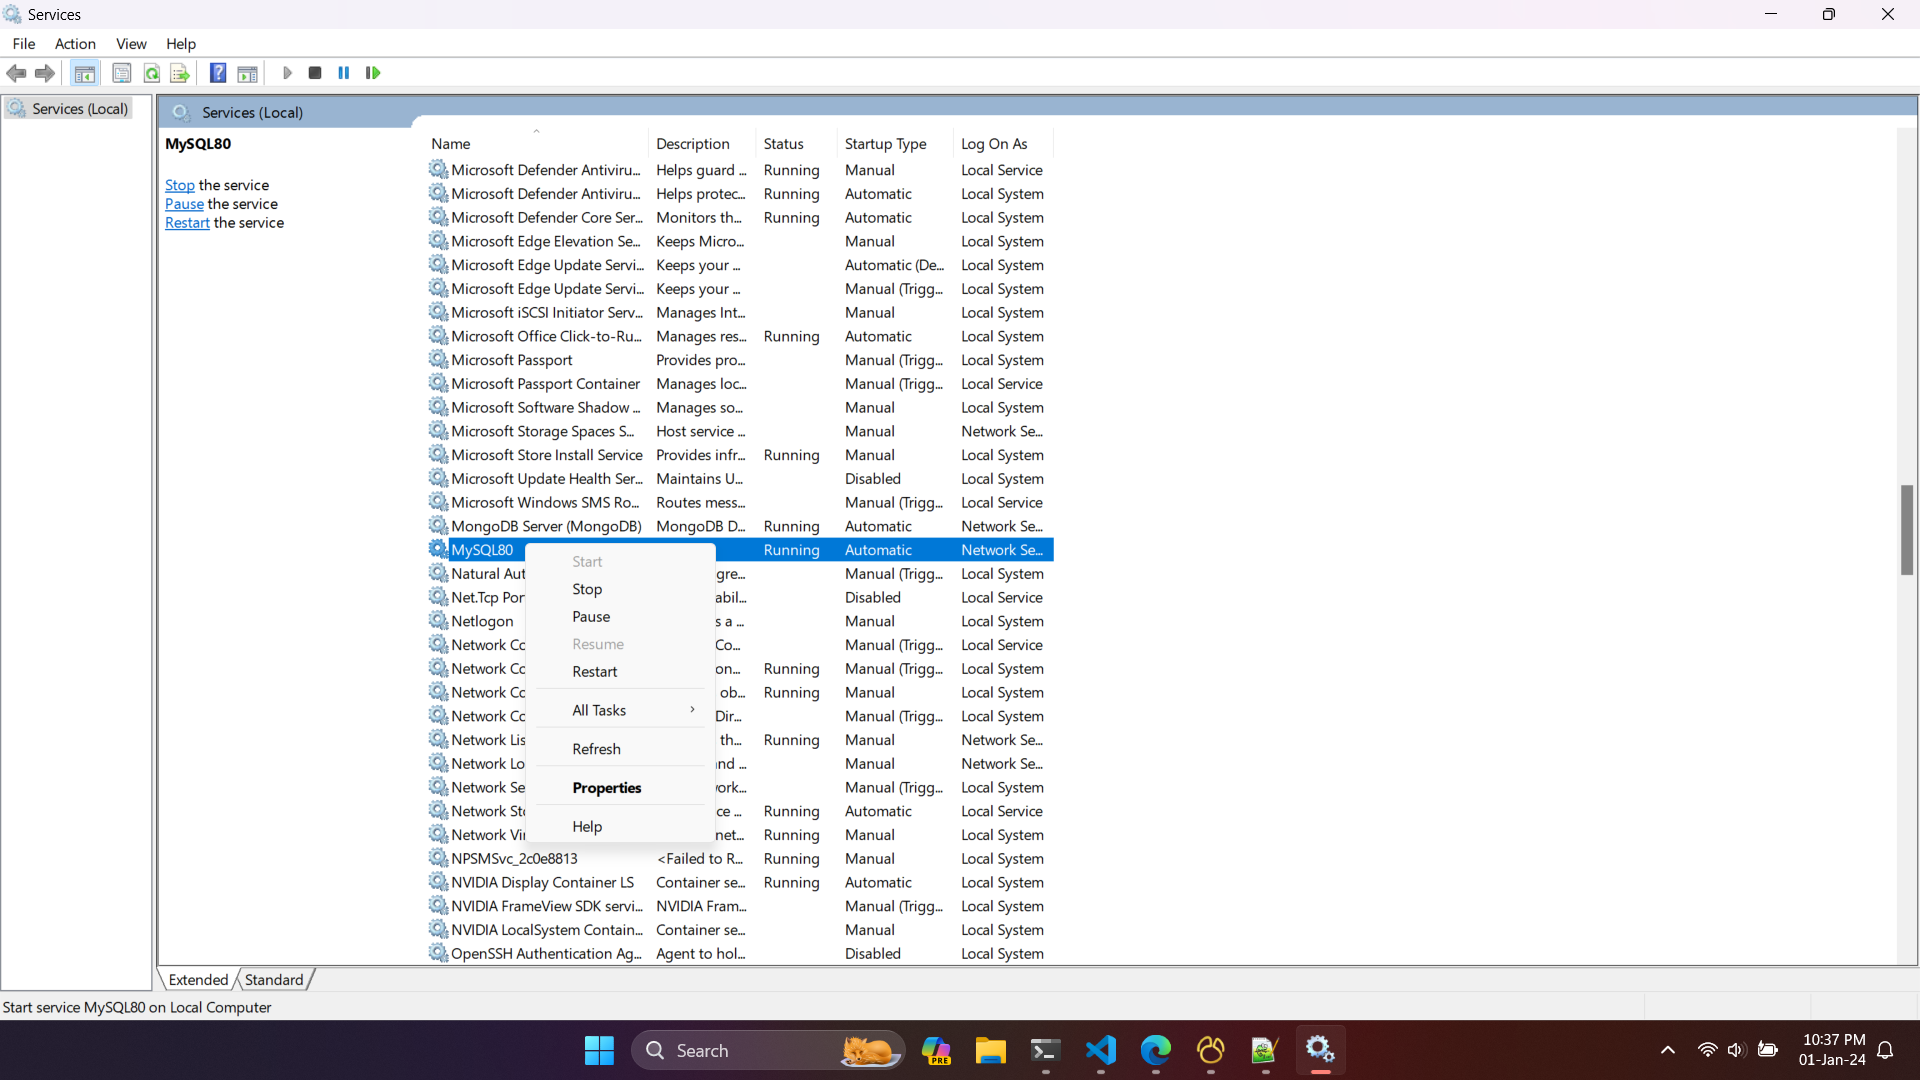 Services
File Action View Help
Services (Local)
Services (Local)
MySQL80
Stop the service
Pause the service
Restart the service
Name Description Status Startup Type Log On As
Microsoft Defender Antiviru... Helps guard ... Running Manual Local Service
Microsoft Defender Antiviru... Helps protec... Running Automatic Local System
Microsoft Defender Core Ser... Monitors th... Running Automatic Local System
Microsoft Edge Elevation Se... Keeps Micro... Manual Local System
Microsoft Edge Update Servi... Keeps your ... Automatic (De... Local System
Microsoft Edge Update Servi... Keeps your ... Manual (Trigg... Local System
Microsoft iSCSI Initiator Serv... Manages Int... Manual Local System
Microsoft Office Click-to-Ru... Manages res... Running Automatic Local System
Microsoft Passport Provides pro... Manual (Trigg... Local System
Microsoft Passport Container Manages loc... Manual (Trigg... Local Service
Microsoft Software Shadow ... Manages so... Manual Local System
Microsoft Storage Spaces S... Host service ... Manual Network Se...
Microsoft Store Install Service Provides infr... Running Manual Local System
Microsoft Update Health Ser... Maintains U... Disabled Local System
Microsoft Windows SMS Ro... Routes mess... Manual (Trigg... Local Service
MongoDB Server (MongoDB) MongoDB D... Running Automatic Network Se...
MySQL80 Running Automatic Network Se...
Natural Aut gre... Manual (Trigg... Local System
Net.Tcp Por abil... Disabled Local Service
Netlogon s a ... Manual Local System
Network Co Co... Manual (Trigg... Local Service
Network Co on... Running Manual (Trigg... Local System
Network Co ob... Running Manual Local System
Network Co Dir... Manual (Trigg... Local System
Network Lis th... Running Manual Network Se...
Network Lo nd ... Manual Network Se...
Network Se work... Manual (Trigg... Local System
Network Sto ce ... Running Automatic Local Service
Network Vir net... Running Manual Local System
NPSMSvc_2c0e8813 <Failed to R... Running Manual Local System
NVIDIA Display Container LS Container se... Running Automatic Local System
NVIDIA FrameView SDK servi... NVIDIA Fram... Manual (Trigg... Local System
NVIDIA LocalSystem Contain... Container se... Manual Local System
OpenSSH Authentication Ag... Agent to hol... Disabled Local System
Start
Stop
Pause
Resume
Restart
All Tasks
Refresh
Properties
Help
Extended Standard
Start service MySQL80 on Local Computer
Search
PRE
10:37 PM
01-Jan-24